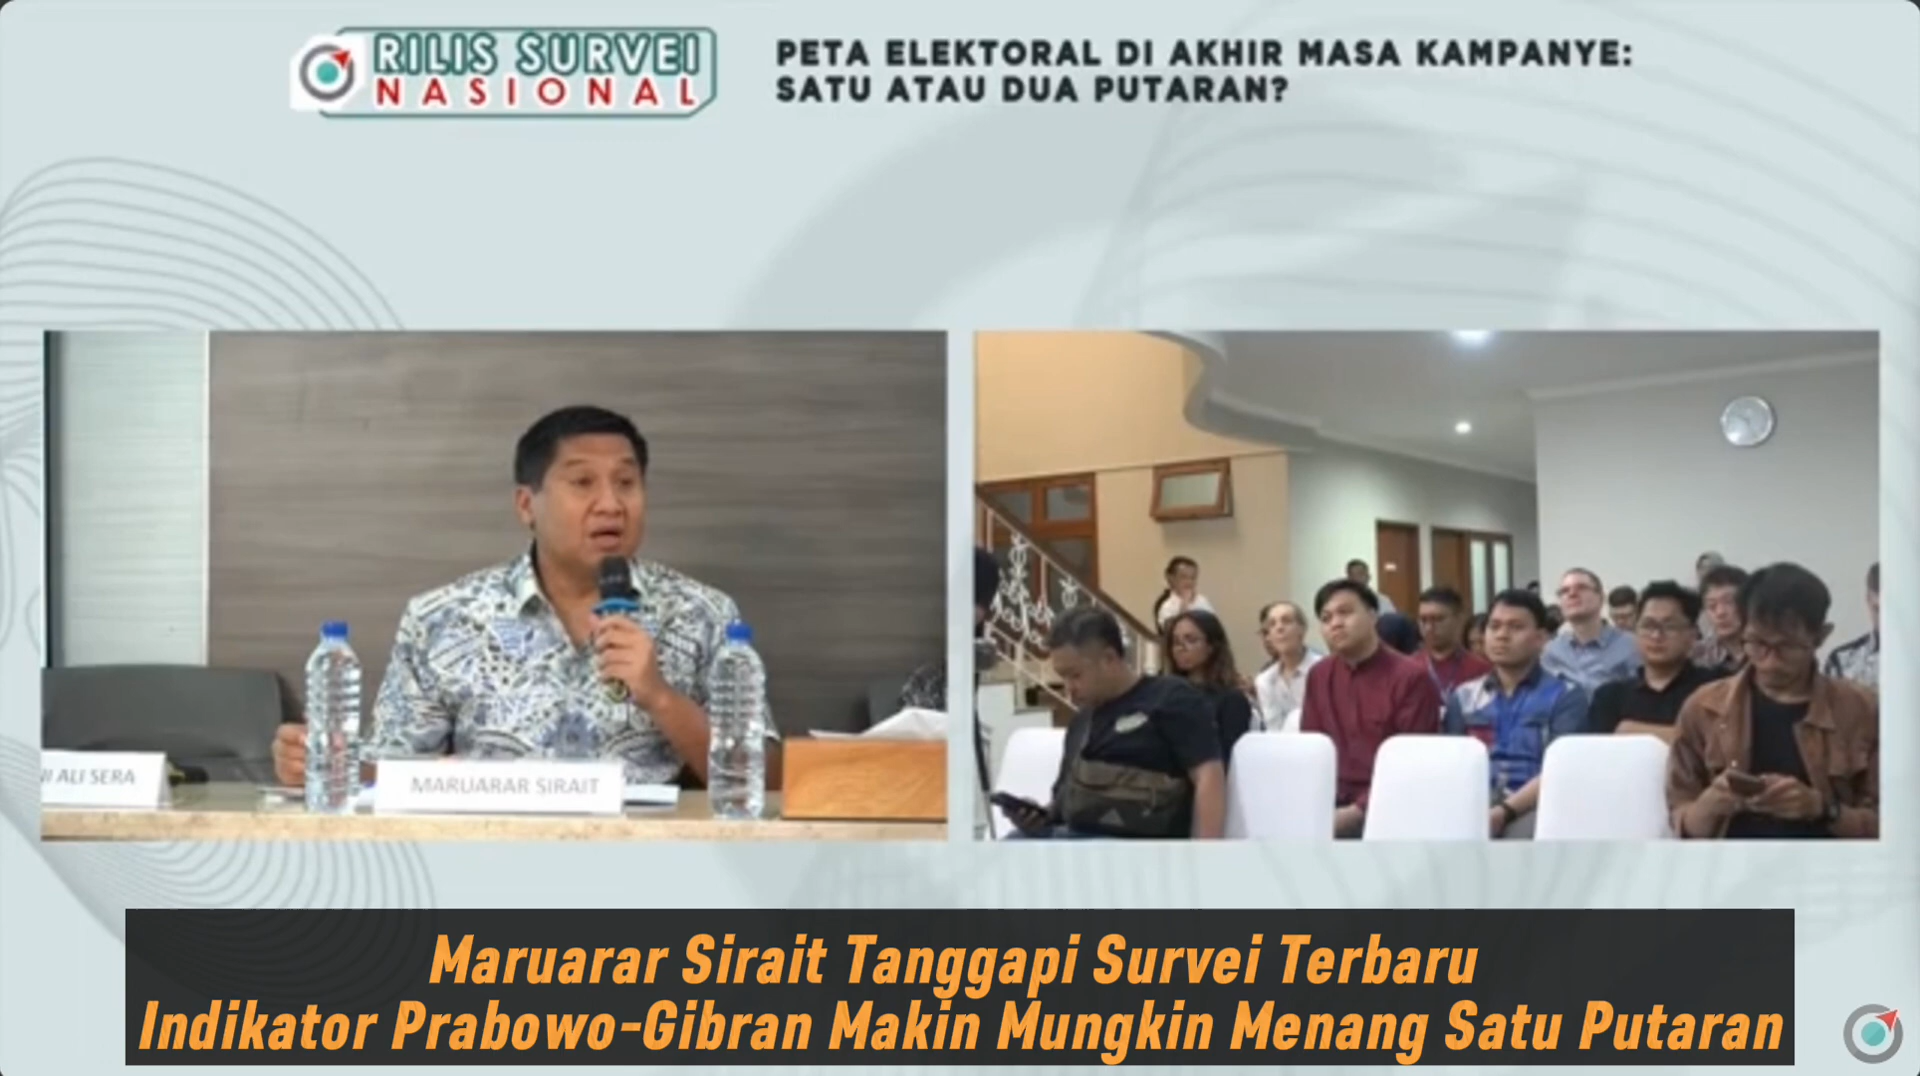 RILIS SURVEI
NASIONAL
PETA ELEKTORAL DI AKHIR MASA KAMPANYE:
SATU ATAU DUA PUTARAN?
ALI SERA
MARUARAR SIRAIT
Maruarar Sirait Tanggapi Survei Terbaru
Indikator Prabowo-Gibran Makin Mungkin Menang Satu Putaran